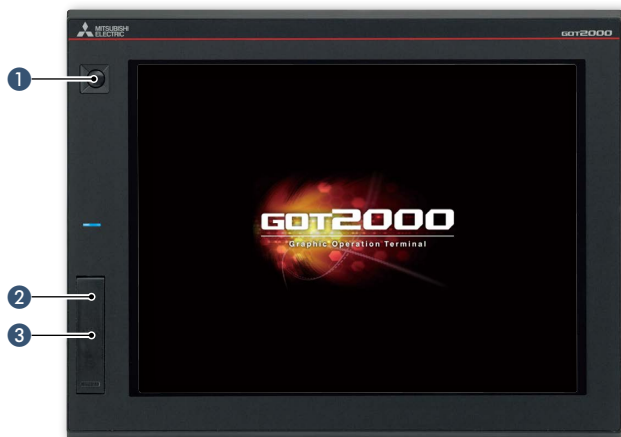 MITSUBISHI
ELECTRIC
GOT2000
1
GOT2000
Graphic Operation Terminal
2
3